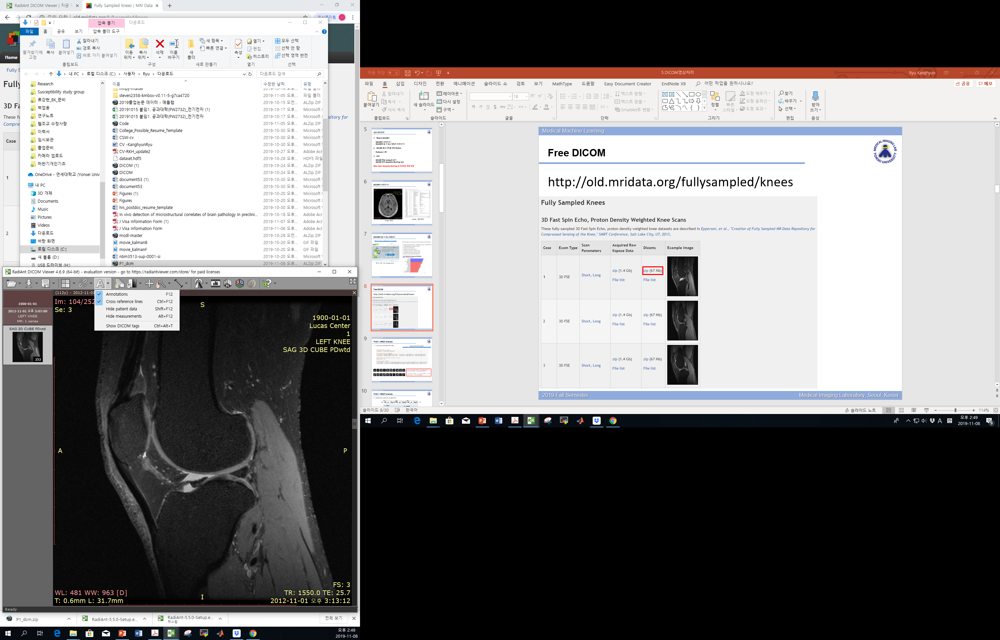 RadiAnt DICOM Viewer | 지금 다
Fully Sampled Knees | MRI Data
old.mridata.org/fullysampled/knees
압축 풀기
다운로드
파일
홈
공유
보기
압축 폴더 도구
즐겨찾기에 고정
복사
붙여넣기
잘라내기
경로 복사
바로 가기 붙여넣기
클립보드
이동 위치
복사 위치
삭제
이름 바꾸기
구성
새 폴더
새 항목
빠른 연결
새로 만들기
속성
열기
편집
히스토리
열기
모두 선택
선택 안 함
선택 영역 반전
선택
내 PC > 로컬 디스크 (C:) > 사용자 > Ryu > 다운로드
다운로드 검색
Home
Fully S
Fully
3D Fa
These fu
Compres
sitory for
Case
1
2
Research
Susceptibility study group
류강현_BK_준비
백업용
연구노트
웹조교 수정사항
이력서
임시보관
졸업준비
카메라 업로드
하반기개인기초
OneDrive - 연세대학교 (Yonsei Univ
내 PC
3D 개체
Documents
Music
Pictures
Videos
다운로드
바탕 화면
로컬 디스크 (C:)
새 볼륨 (D:)
USB 드라이브 (H:)
이름 수정한 날짜 유형
mnpy-master 2019-10-14 오후... 파일 폴더
steven2358-kmbox-v0.11-5-g7ca4720 2019-11-05 오후... 파일 폴더
2019졸업논문 데이터 - 매틀랩 2019-10-15 오전... ALZip ZIP
20191015 붙임1. 공과대학(PW2732)_전기전자 (1) 2019-10-17 오후... Microsoft
20191015 붙임1. 공과대학(PW2732)_전기전자 2019-10-17 오후... Microsoft
Code 2019-11-05 오후... ALZip ZIP
College_Possible_Resume_Template 2019-10-30 오후... Microsoft
CSW-cv 2019-10-30 오후... Microsoft
CV -KanghyunRyu 2019-10-30 오후... Microsoft
CV-RKH_update2 2019-10-27 오후... Adobe Acr
dataset.hdf5 2019-10-28 오후... HDF5 파일
DICOM (1) 2019-10-24 오후... ALZip ZIP
DICOM 2019-10-24 오후... ALZip ZIP
document53 (1) 2019-10-30 오후... Microsoft
document53 2019-10-30 오후... Microsoft
Figures (1) 2019-10-20 오후... Microsoft
Figures 2019-10-20 오후... Microsoft
hrs_postdoc_resume_template 2019-10-30 오후... Microsoft
In vivo detection of microstructural correlates of brain pathology in preclini... 2019-10-18 오후... Adobe Acr
J Visa Information Form (1) 2019-11-07 오후... Adobe Acr
J Visa Information Form 2019-11-06 오후... Adobe Acr
modl-master 2019-10-28 오전... ALZip ZIP
movie_kalmanB 2019-10-20 오후... GIF 파일
movie_kalmanF 2019-10-20 오후... GIF 파일
nbm3513-sup-0001-si 2019-10-30 오후... Microsoft
P1_dcm 2019-11-08 오후... ALZip ZIP
RadiAnt DICOM Viewer 4.6.9 (64-bit) - evaluation version - go to https://radiantviewer.com/store/ for paid licenses
Annotations F12
Cross reference lines Ctrl+F12
Hide patient data Shift+F12
Hide measurements Alt+F12
Show DICOM tags Ctrl+Alt+T
1900-01-01
2012-11-01 오후 3:07:00
LEFT KNEE
MR: 1 series
SAG 3D CUBE PDwtd
252
(112y) - 2012-11-01
Im: 104/252
Se: 3
S
1900-01-01
Lucas Center
1
LEFT KNEE
SAG 3D CUBE PDwtd
A
P
I
WL: 481 WW: 963 [D]
T: 0.6mm L: 31.7mm
FS: 3
TR: 1550.0 TE: 25.7
2012-11-01 오후 3:13:12
Ready
P1_dcm.zip
RadiAnt-5.5.0-Setup.e...
RadiAnt-5.5.0-Setup.e...
취소됨
전체 보기
오후 2:49
2019-11-08
자동 저장
5.DICOM영상처리
Ryu Kanghyun
파일 홈 삽입 디자인 전환 애니메이션 슬라이드 쇼 검토 보기 MathType 도움말 Easy Document Creator EndNote X9 어떤 작업을 원하시나요?
공유
메모
붙여넣기
잘라내기
복사
서식 복사
클립보드
새 슬라이드
레이아웃
다시 설정
구역
슬라이드
18
글꼴
텍스트 방향
텍스트 맞춤
SmartArt로 변환
단락
정렬
빠른 스타일
도형 채우기
도형 윤곽선
도형 효과
그리기
찾기
바꾸기
선택
편집
받아쓰기
음성
5
6
7
8
9
10
Medical Machine Learning
Free DICOM
MEDICAL IMAGING LAB
YONSEI UNIVERSITY
http://old.mridata.org/fullysampled/knees
Fully Sampled Knees
3D Fast Spin Echo, Proton Density Weighted Knee Scans
These fully-sampled 3D Fast Spin Echo, proton density weighted knee datasets are described in Epperson, et al., "Creation of Fully Sampled MR Data Repository for
Compressed Sensing of the Knee," SMRT Conference, Salt Lake City, UT, 2013.
Case Exam Type Scan Parameters Acquired Raw Kspace Data Dicoms Example Image
1 3D FSE Short, Long zip (1.4 Gb) File list zip (67 Mb) File list
2 3D FSE Short, Long zip (1.4 Gb) File list zip (67 Mb) File list
3 3D FSE Short, Long zip (1.4 Gb) File list zip (67 Mb) File list
2019 Fall Semester
Medical Imaging Laboratory, Seoul, Korea
슬라이드 8/30
한국어
슬라이드 노트
114%
오후 2:49
2019-11-08